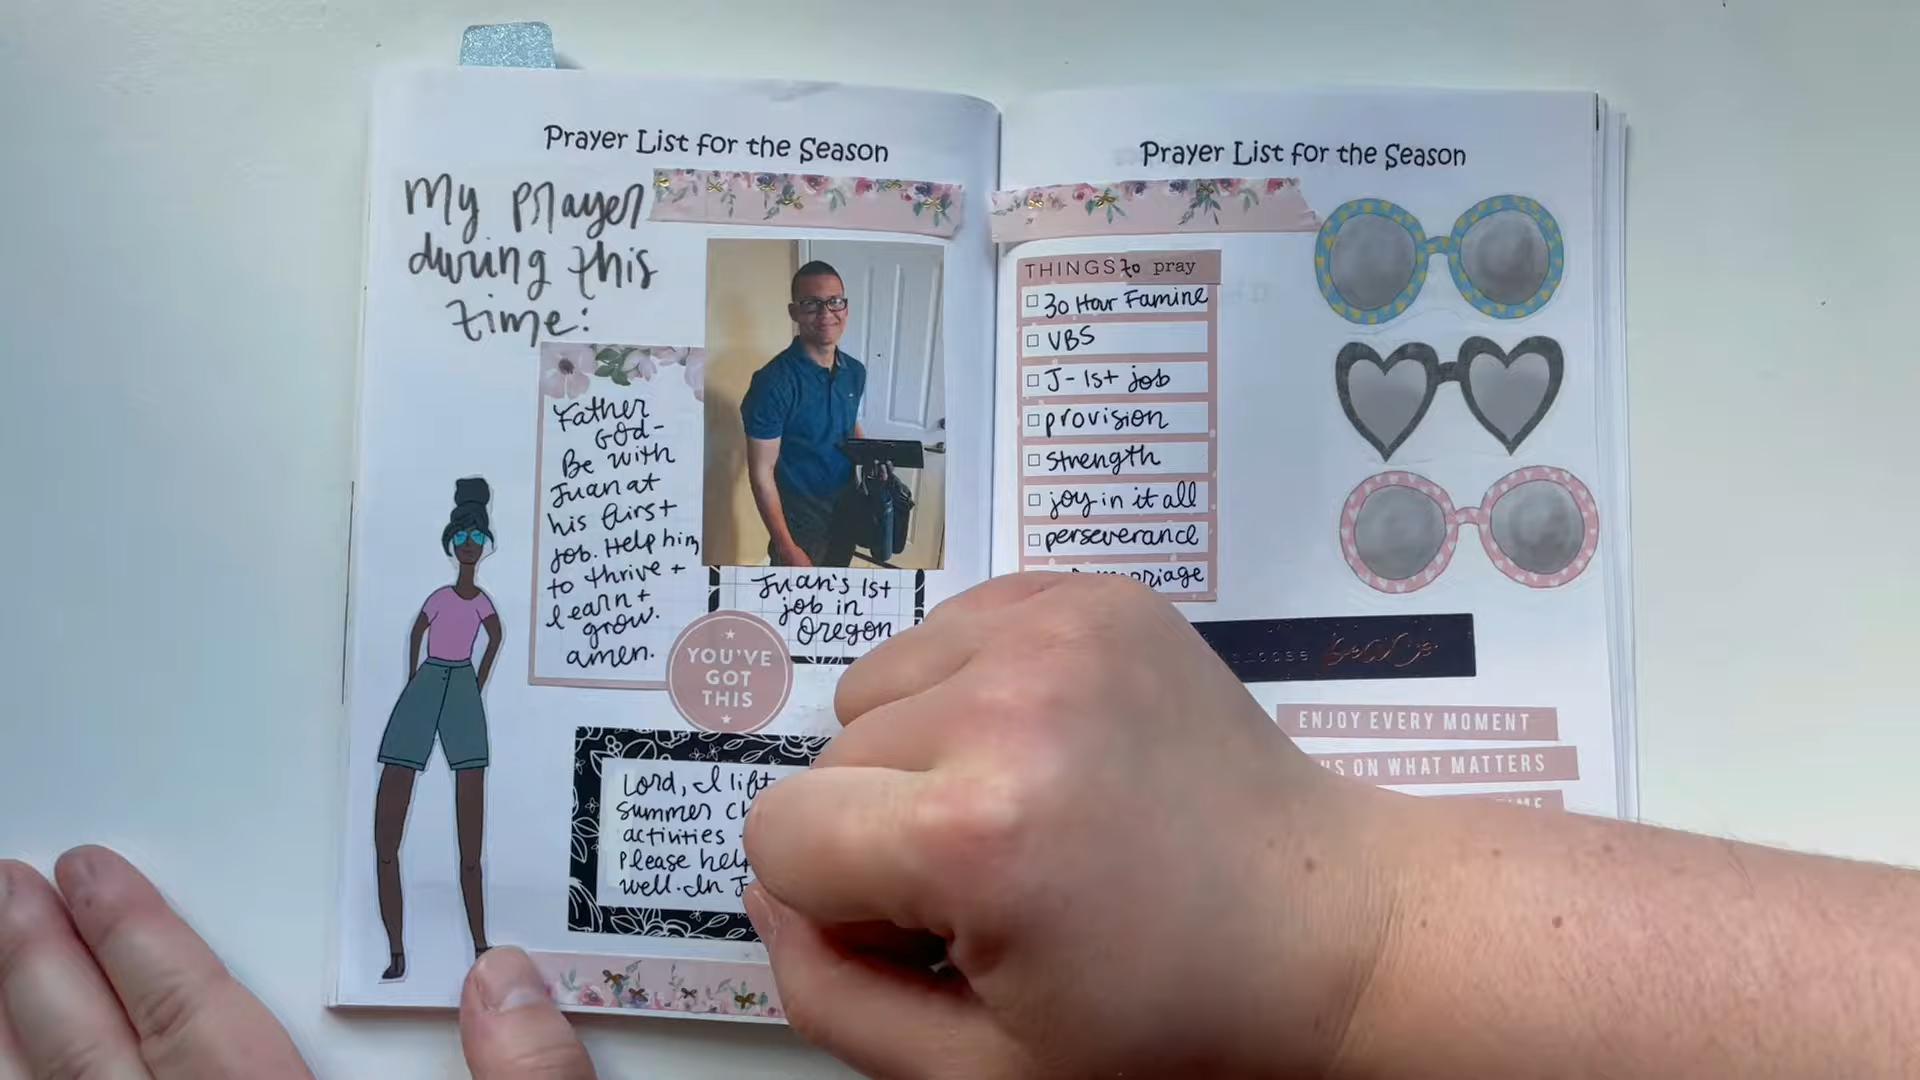 Prayer List for the Season
My prayer
during this
time:
Father
God-
Be with
Juan at
his first
job. Help him
to thrive +
learn +
grow.
amen.
Juan's 1st
job in
Oregon
YOU'VE
GOT
THIS
Lord, I lift
summer
activities
Please help
well. In
Prayer List for the Season
THINGS to pray
30 Hour Famine
VBS
J-1st job
provision
strength
joy in it all
perseverance
ENJOY EVERY MOMENT
ON WHAT MATTERS